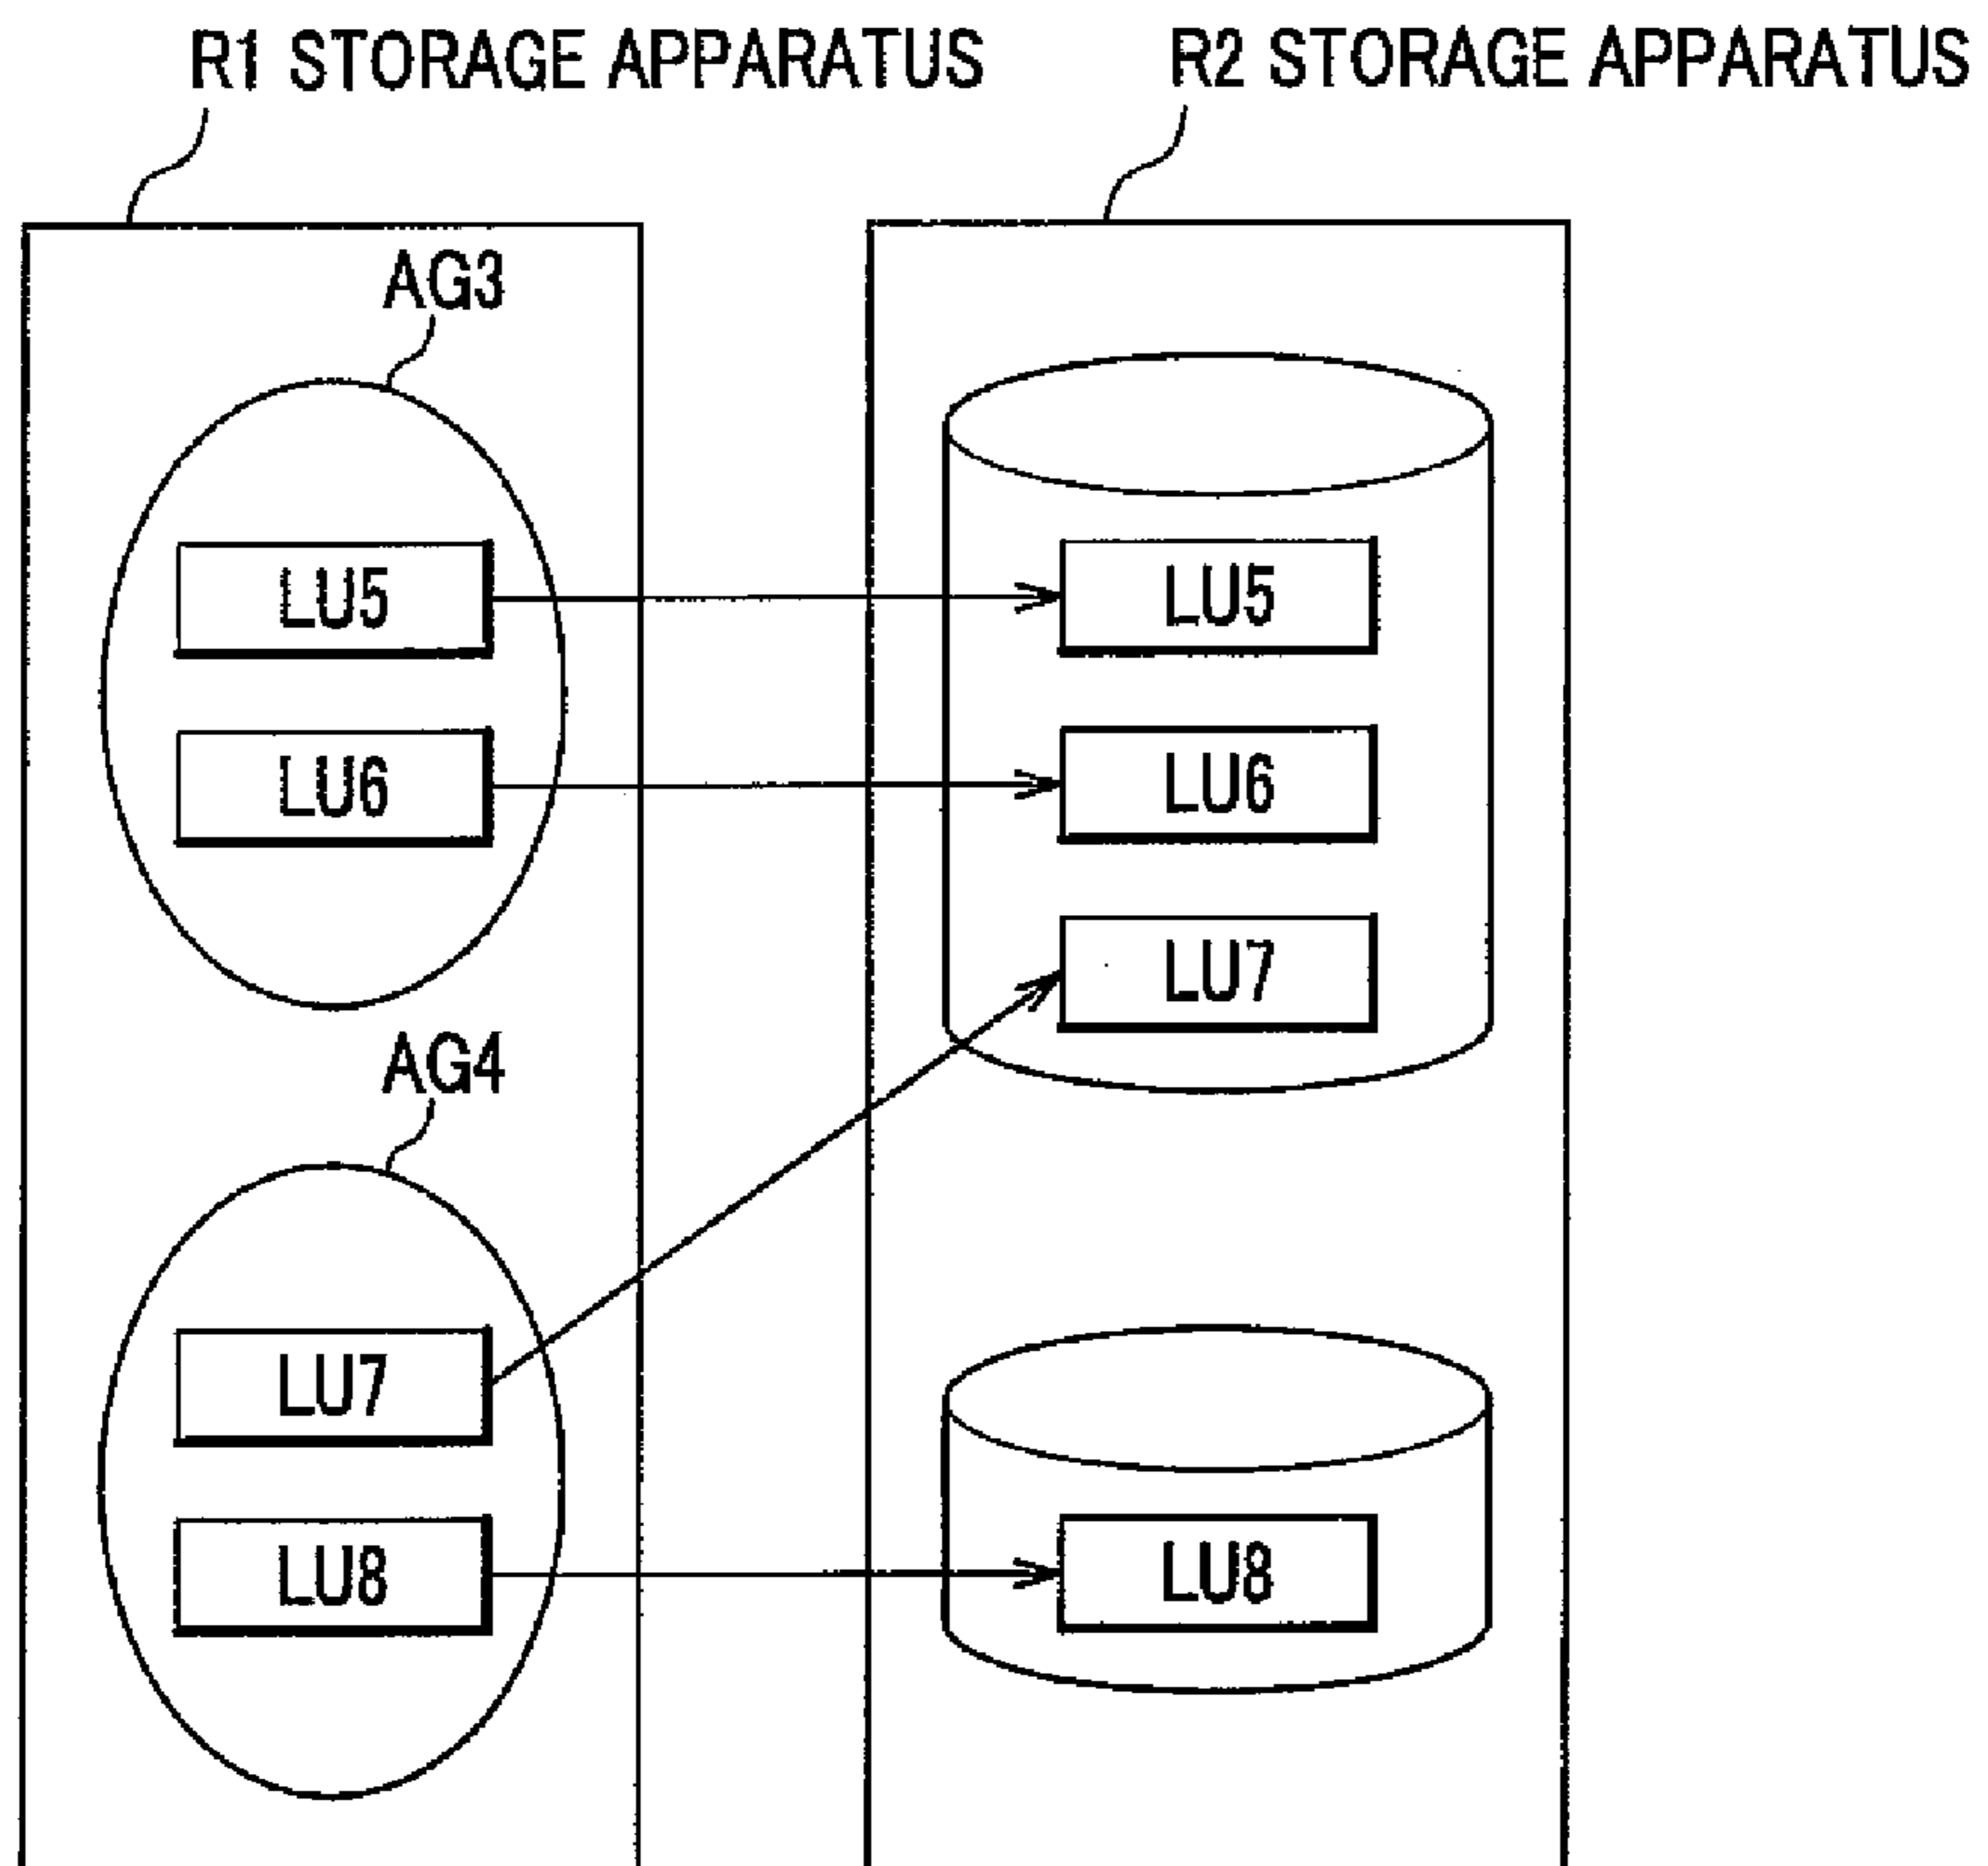 R1 STORAGE APPARATUS
R2 STORAGE APPARATUS
AG3
LU5
LU6
LU5
LU6
LU7
AG4
LU7
LU8
LU8